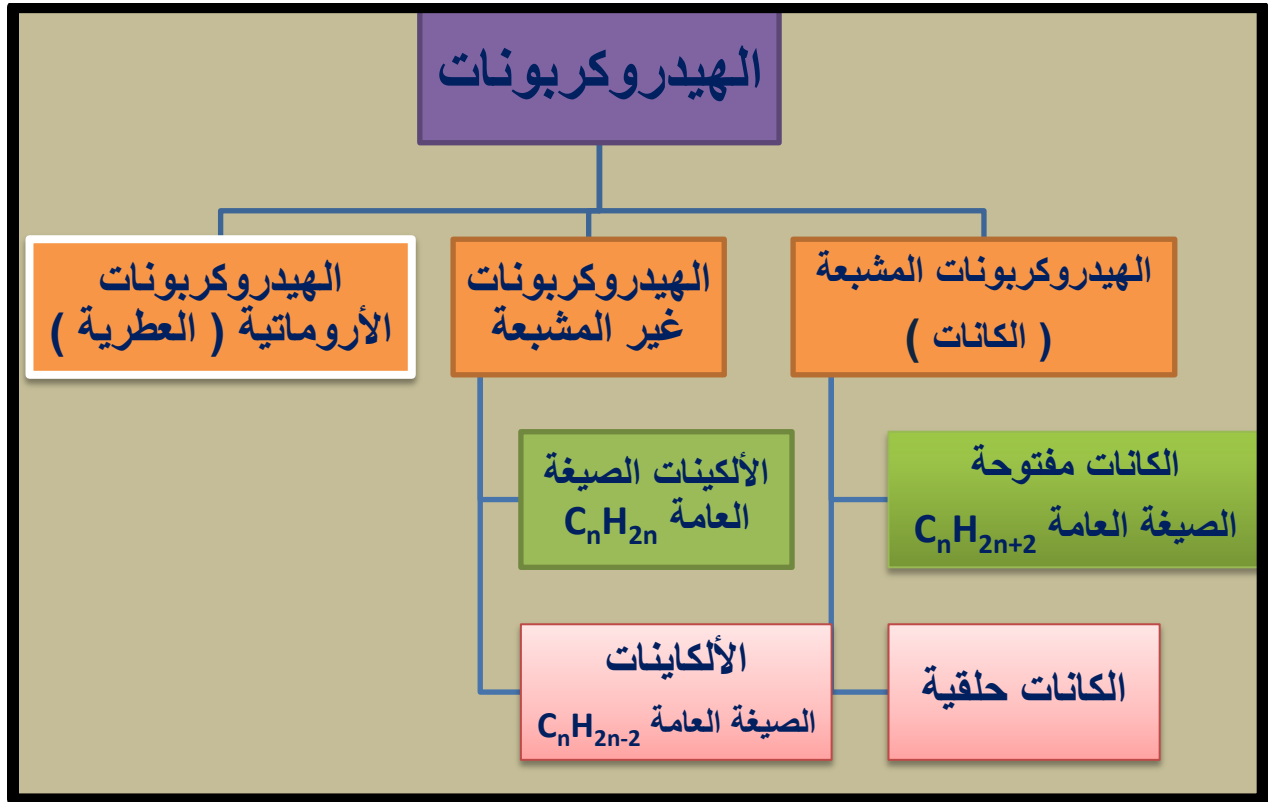 الهيدروكربونات
الهيدروكربونات المشبعة
( الكانات )
الهيدروكربونات
غير المشبعة
الهيدروكربونات
الأروماتية ( العطرية )
الكانات مفتوحة
الصيغة العامة CₙH₂ₙ₊₂
الألكينات الصيغة
العامة CₙH₂ₙ
الكانات حلقية
الألكاينات
الصيغة العامة CₙH₂ₙ₋₂